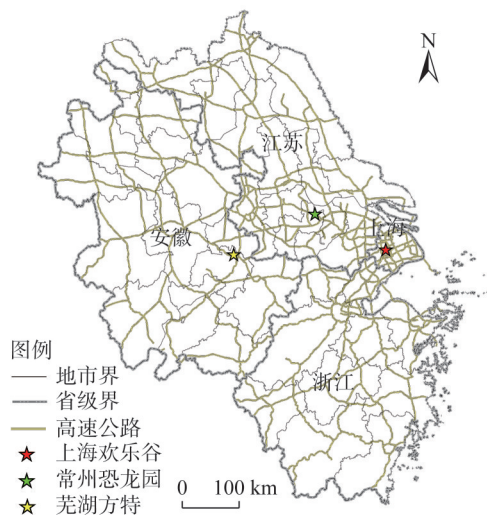 N
江苏
上海
安徽
浙江
图例
地市界
省级界
高速公路
上海欢乐谷
常州恐龙园
芜湖方特
0 100 km